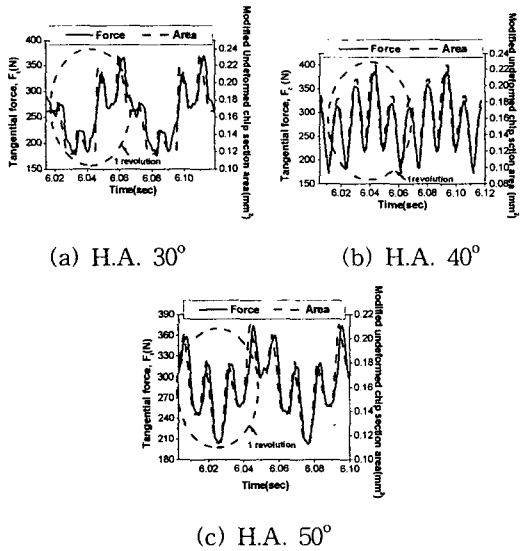 Force Area
Tangential force, Ft(N)
400
350
300
250
200
150
0.24
0.22
0.20
0.18
0.16
0.14
0.12
0.10
Modified Undeformed chip section area(mm²)
1 revolution
6.02 6.04 6.06 6.08 6.10
Time(sec)
(a) H.A. 30°
Force Area
Tangential force, Ft(N)
400
350
300
250
200
150
0.24
0.22
0.20
0.18
0.16
0.14
0.12
0.10
0.08
Modified undeformed chip section area (mm²)
1 revolution
6.02 6.04 6.06 6.08 6.10 6.12
Time(sec)
(b) H.A. 40°
Force Area
Tangential force, Ft(N)
390
360
330
300
270
240
210
180
0.22
0.20
0.18
0.16
0.14
0.12
0.10
Modified undeformed chip section area(mm²)
1 revolution
6.02 6.04 6.06 6.08 6.10
Time(sec)
(c) H.A. 50°